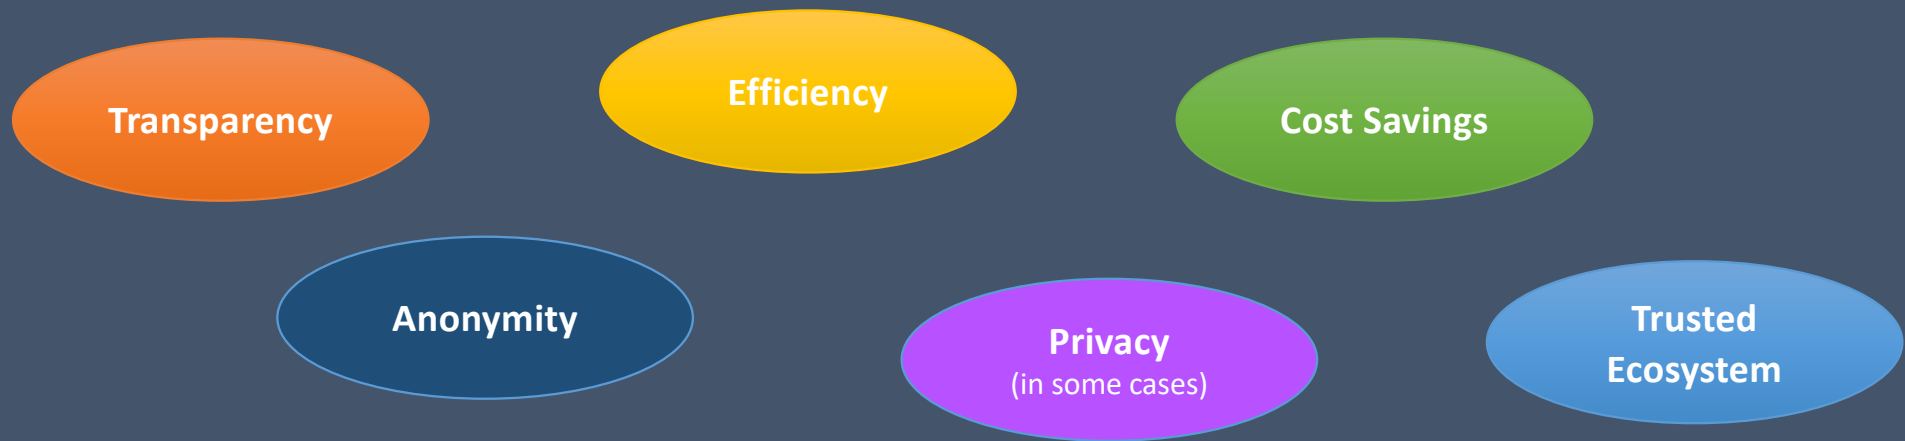 Transparency
Efficiency
Cost Savings
Anonymity
Privacy
(in some cases)
Trusted
Ecosystem